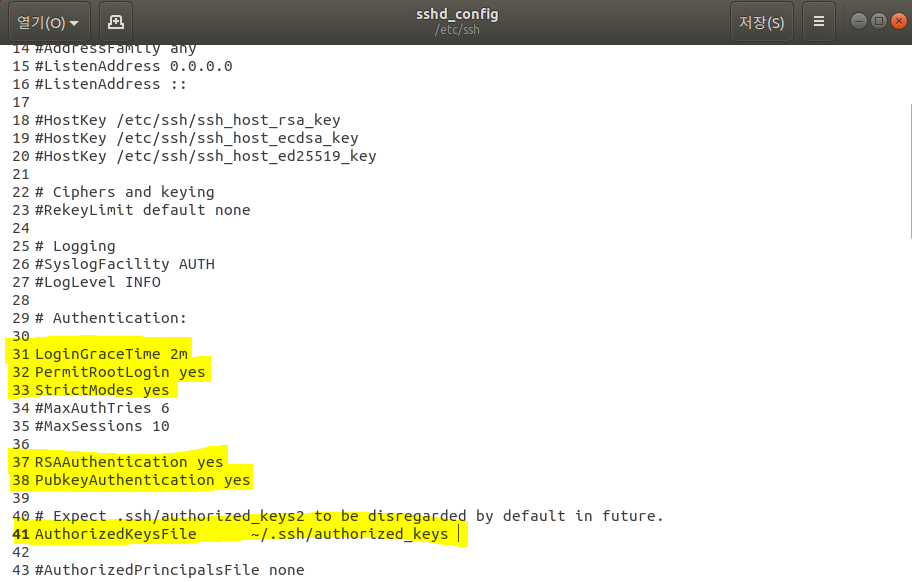 열기(O)
sshd_config
/etc/ssh
저장(S)
14 #AddressFamily any
15 #ListenAddress 0.0.0.0
16 #ListenAddress ::
17
18 #HostKey /etc/ssh/ssh_host_rsa_key
19 #HostKey /etc/ssh/ssh_host_ecdsa_key
20 #HostKey /etc/ssh/ssh_host_ed25519_key
21
22 # Ciphers and keying
23 #RekeyLimit default none
24
25 # Logging
26 #SyslogFacility AUTH
27 #LogLevel INFO
28
29 # Authentication:
30
31 LoginGraceTime 2m
32 PermitRootLogin yes
33 StrictModes yes
34 #MaxAuthTries 6
35 #MaxSessions 10
36
37 RSAAuthentication yes
38 PubkeyAuthentication yes
39
40 # Expect .ssh/authorized_keys2 to be disregarded by default in future.
41 AuthorizedKeysFile      ~/.ssh/authorized_keys
42
43 #AuthorizedPrincipalsFile none